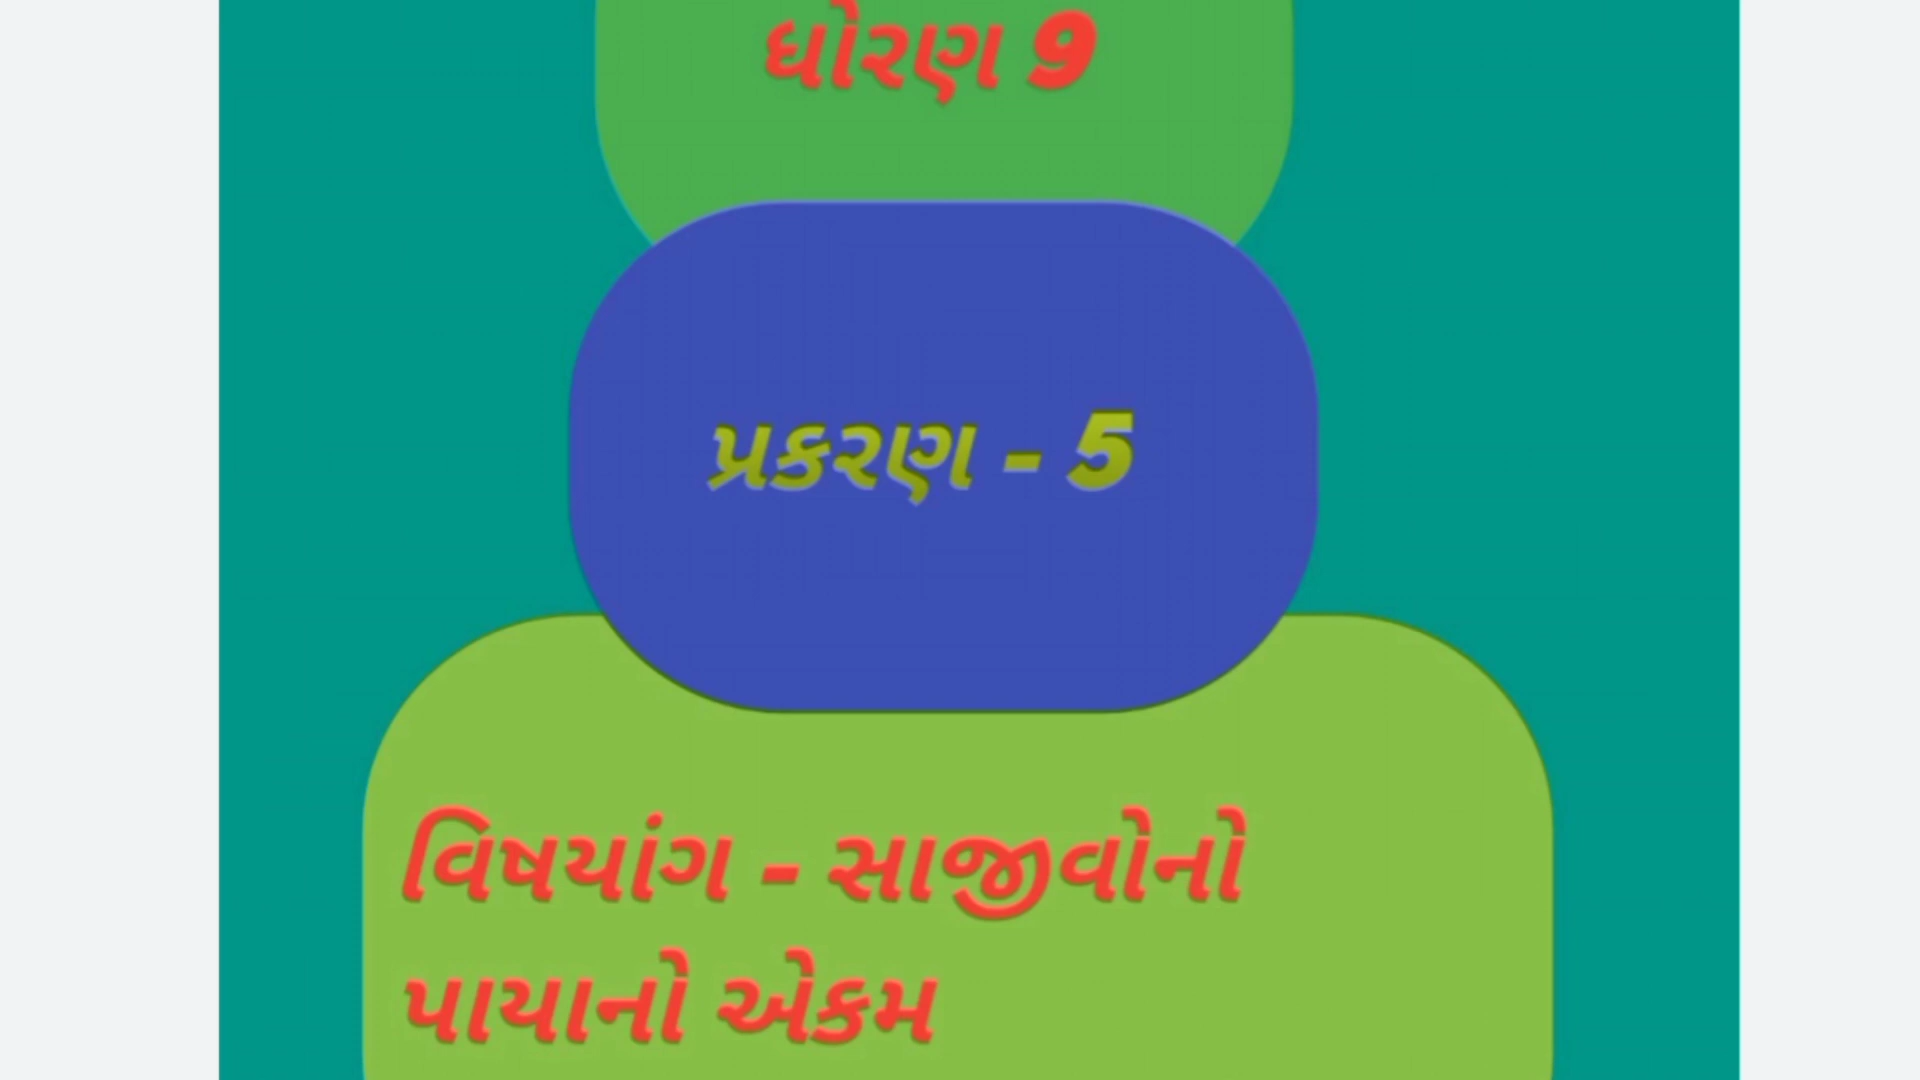 ધોરણ 9
પ્રકરણ - 5
વિષયાંગ - સાજીવોનો
પાયાનો એકમ